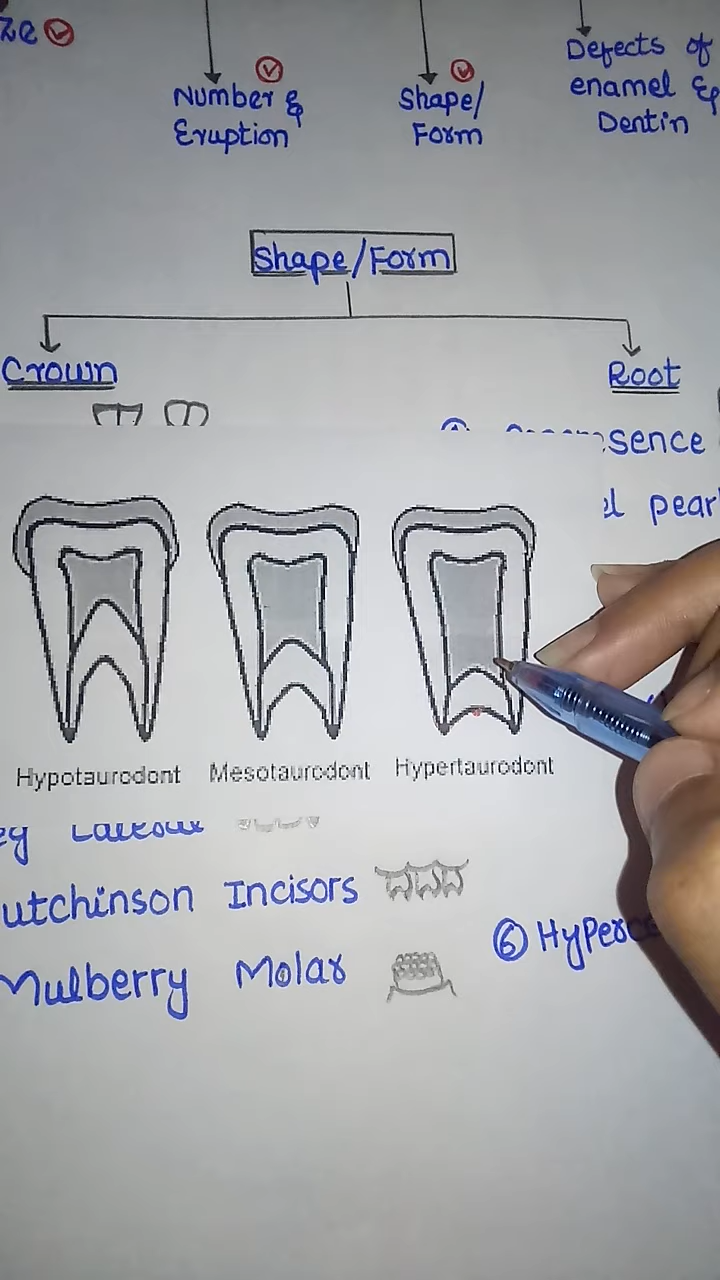 ze
Number &
Eruption
Shape/
Form
Defects of
enamel &
Dentin
Shape/Form
Crown
Root
sence
el pear
Hypotaurodont
Mesotaurodont
Hypertaurodont
utchinson Incisors
Mulberry Molar
⑥ Hyperc